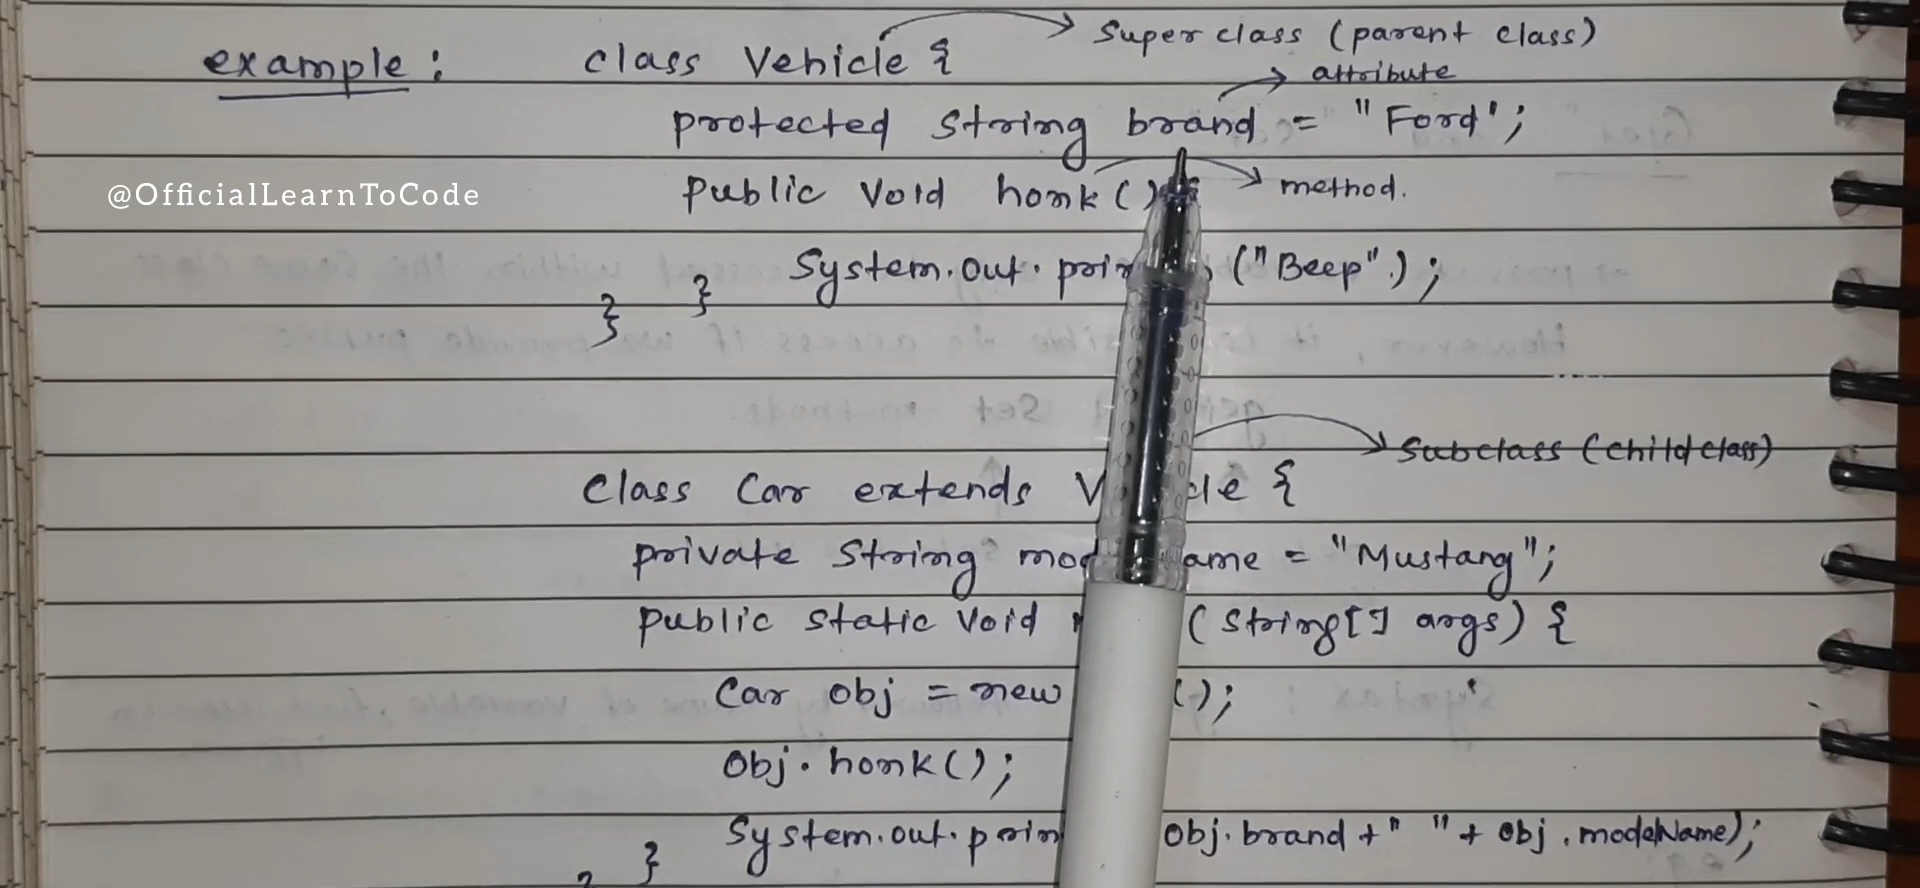 Super class (parent class)
example : class Vehicle {
attribute
protected String brand = "Ford';
@OfficialLearnToCode
public void honk ()
method.
System.out. ("Beep".);
} }
Subclass (child class)
class Car extends {
private String = "Mustang";
public static void (String[] args) {
Car obj = new ();
obj. honk();
System.out. obj. brand + " " + obj . modelName);
}